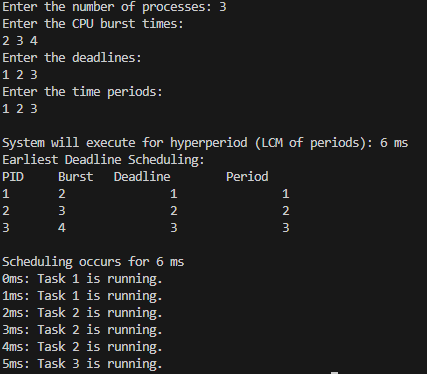 Enter the number of processes: 3
Enter the CPU burst times:
2 3 4
Enter the deadlines:
1 2 3
Enter the time periods:
1 2 3
System will execute for hyperperiod (LCM of periods): 6 ms
Earliest Deadline Scheduling:
PID Burst Deadline Period
1 2 1 1
2 3 2 2
3 4 3 3
Scheduling occurs for 6 ms
0ms: Task 1 is running.
1ms: Task 1 is running.
2ms: Task 2 is running.
3ms: Task 2 is running.
4ms: Task 2 is running.
5ms: Task 3 is running.